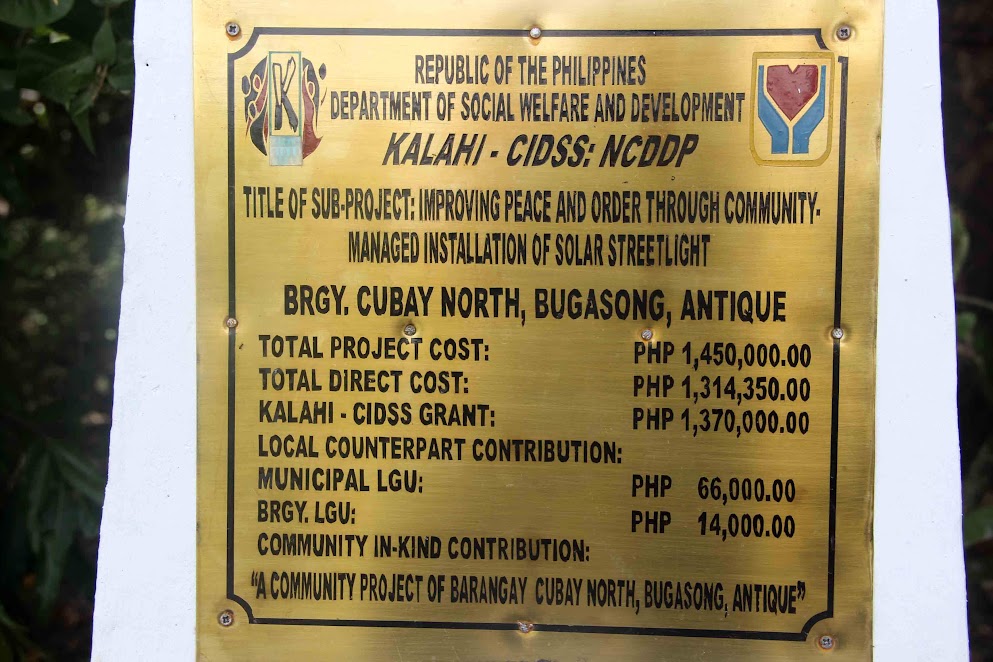 K
REPUBLIC OF THE PHILIPPINES
DEPARTMENT OF SOCIAL WELFARE AND DEVELOPMENT
KALAHI - CIDSS: NCDDP
TITLE OF SUB-PROJECT: IMPROVING PEACE AND ORDER THROUGH COMMUNITY-
MANAGED INSTALLATION OF SOLAR STREETLIGHT
BRGY. CUBAY NORTH, BUGASONG, ANTIQUE
TOTAL PROJECT COST: PHP 1,450,000.00
TOTAL DIRECT COST: PHP 1,314,350.00
KALAHI - CIDSS GRANT: PHP 1,370,000.00
LOCAL COUNTERPART CONTRIBUTION:
MUNICIPAL LGU: PHP 66,000.00
BRGY. LGU: PHP 14,000.00
COMMUNITY IN-KIND CONTRIBUTION:
"A COMMUNITY PROJECT OF BARANGAY CUBAY NORTH, BUGASONG, ANTIQUE"